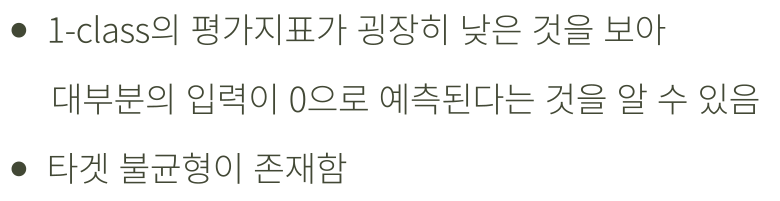 • 1-class의 평가지표가 굉장히 낮은 것을 보아
대부분의 입력이 0으로 예측된다는 것을 알 수 있음
• 타겟 불균형이 존재함